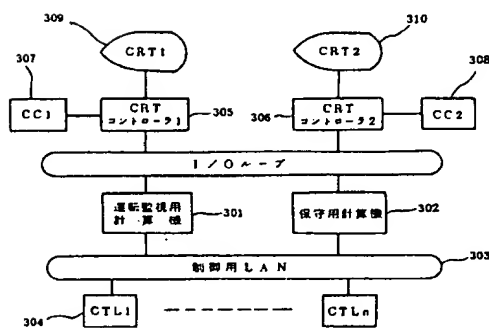 309
310
CRT1
CRT2
307
308
CC1
CRT
コントローラ1
305
306
CRT
コントローラ2
CC2
I/Oループ
運転監視用
計算機
301
保守用計算機
302
制御用LAN
303
304
CTL1
CTLn